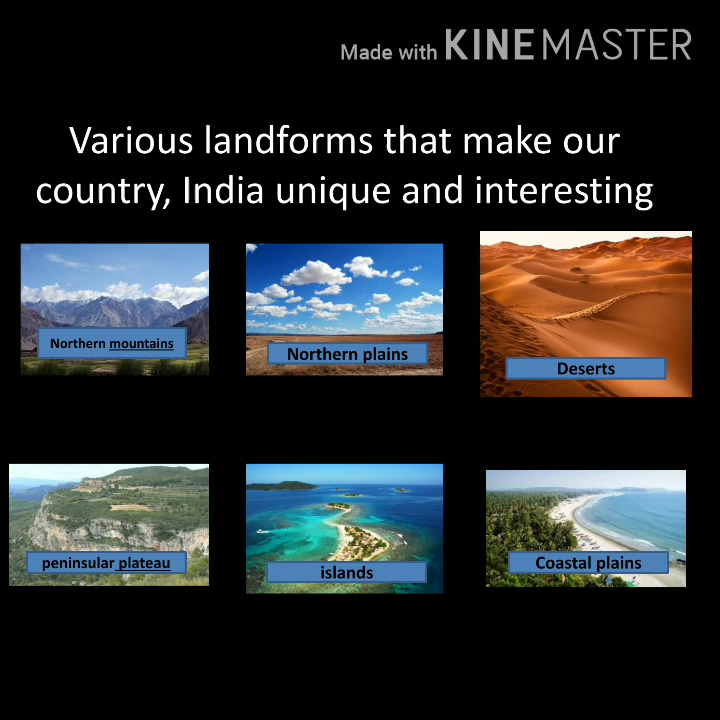 Made with KINEMASTER
Various landforms that make our
country, India unique and interesting
Northern mountains
Northern plains
Deserts
peninsular plateau
islands
Coastal plains